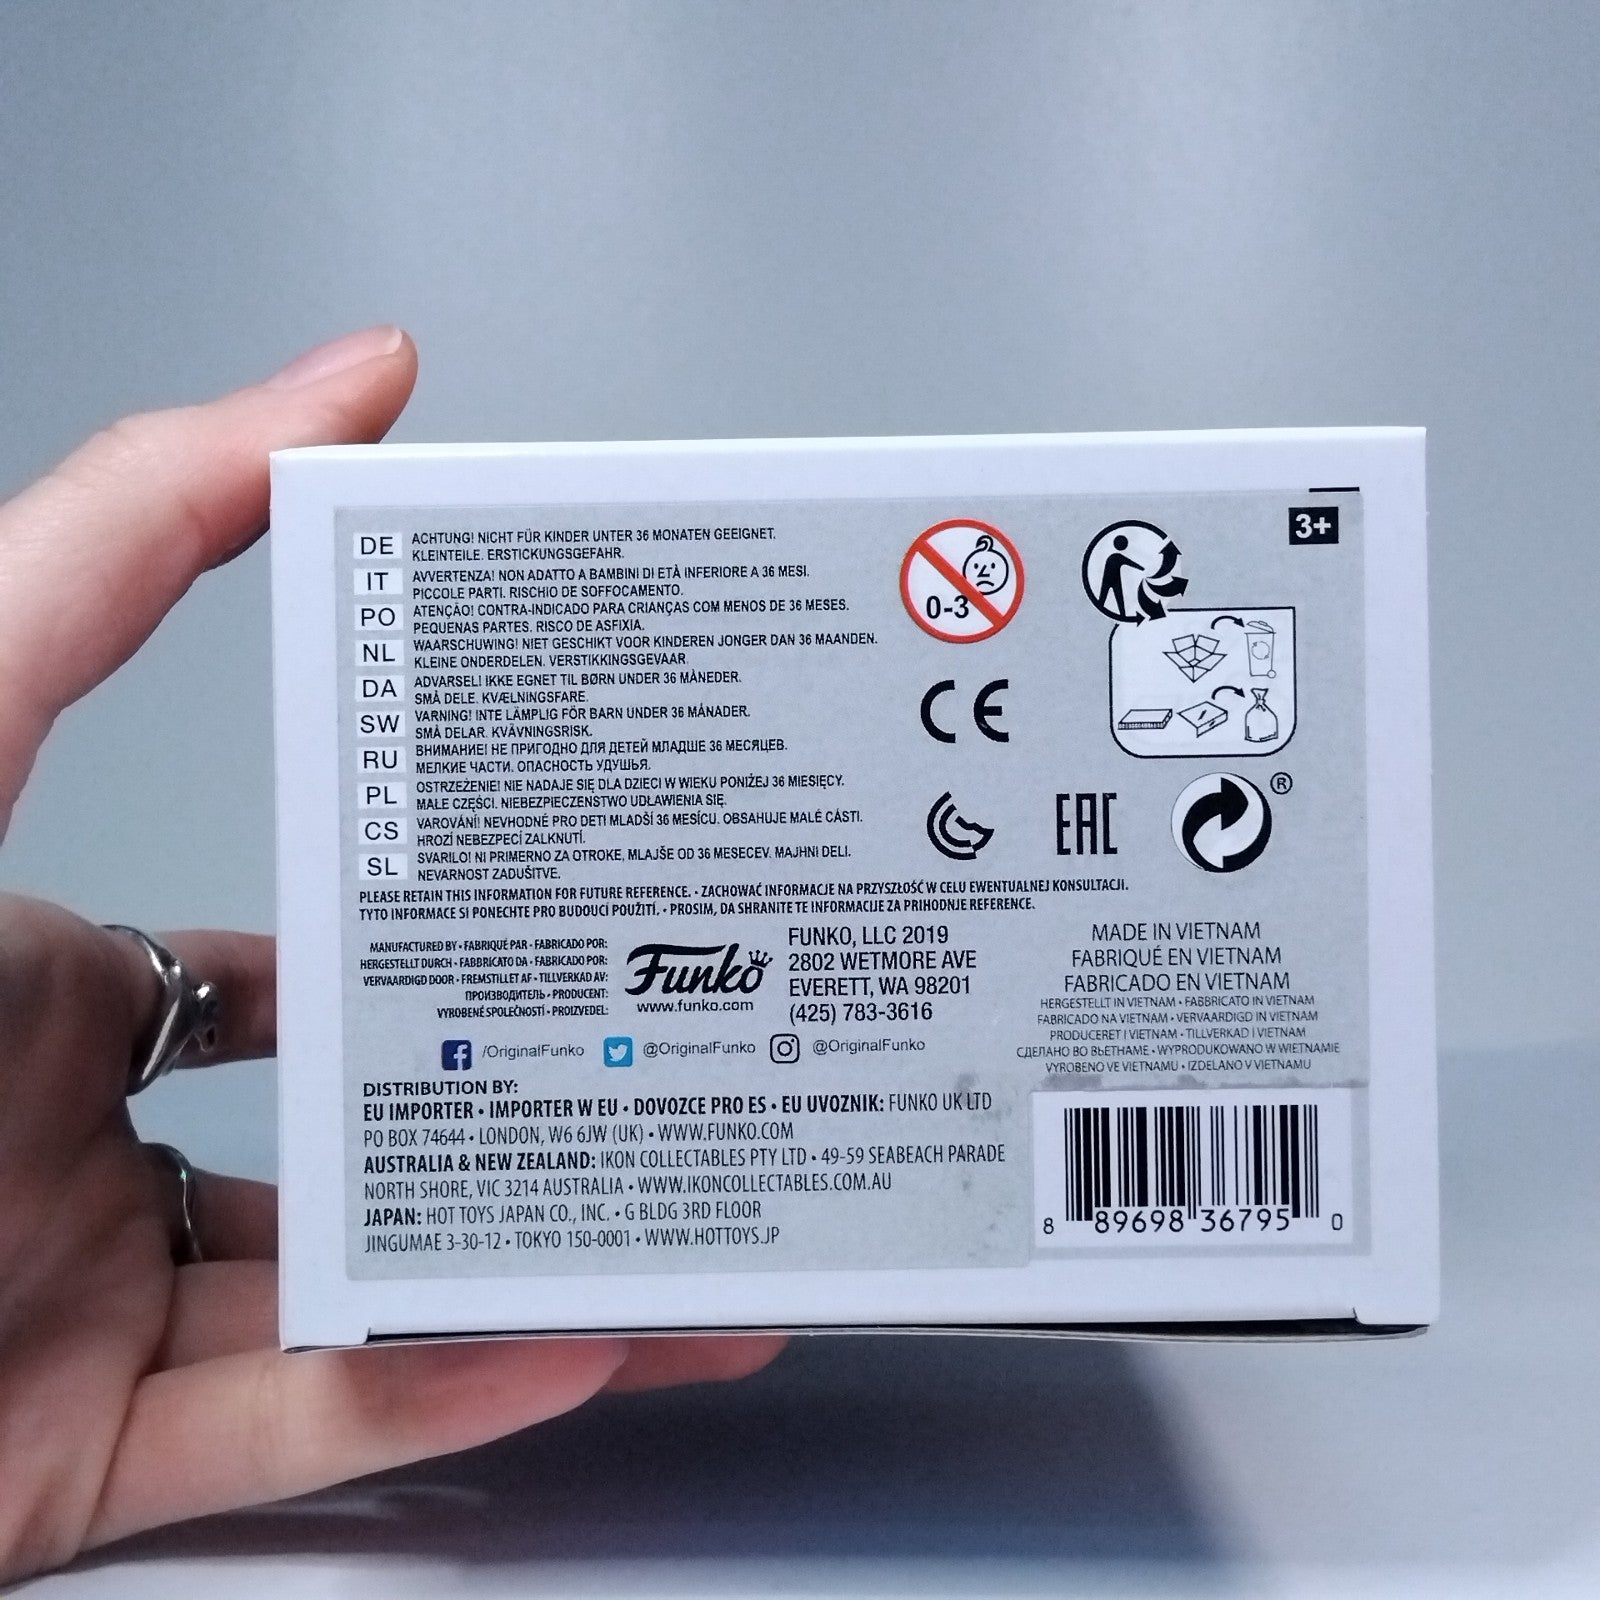 3+
DE ACHTUNG! NICHT FÜR KINDER UNTER 36 MONATEN GEEIGNET.
KLEINTEILE. ERSTICKUNGSGEFAHR.
IT AVVERTENZA! NON ADATTO A BAMBINI DI ETÀ INFERIORE A 36 MESI.
PICCOLE PARTI. RISCHIO DE SOFFOCAMENTO.
PO ATENÇÃO! CONTRA-INDICADO PARA CRIANÇAS COM MENOS DE 36 MESES.
PEQUENAS PARTES. RISCO DE ASFIXIA.
NL WAARSCHUWING! NIET GESCHIKT VOOR KINDEREN JONGER DAN 36 MAANDEN.
KLEINE ONDERDELEN. VERSTIKKINGSGEVAAR.
DA ADVARSEL! IKKE EGNET TIL BØRN UNDER 36 MÅNEDER.
SMÅ DELE. KVÆLNINGSFARE.
SW VARNING! INTE LÄMPLIG FÖR BARN UNDER 36 MÅNADER.
SMÅ DELAR. KVÄVNINGSRISK.
RU ВНИМАНИЕ! НЕ ПРИГОДНО ДЛЯ ДЕТЕЙ МЛАДШЕ 36 МЕСЯЦЕВ.
МЕЛКИЕ ЧАСТИ. ОПАСНОСТЬ УДУШЬЯ.
PL OSTRZEŻENIE! NIE NADAJE SIĘ DLA DZIECI W WIEKU PONIŻEJ 36 MIESIĘCY.
MAŁE CZĘŚCI. NIEBEZPIECZENSTWO UDŁAWIENIA SIĘ.
CS VAROVÁNÍ! NEVHODNÉ PRO DETI MLADŠÍ 36 MESÍCU. OBSAHUJE MALÉ CÁSTI.
HROZÍ NEBEZPECÍ ZALKNUTÍ.
SL SVARILO! NI PRIMERNO ZA OTROKE, MLAJŠE OD 36 MESECEV. MAJHNI DELI.
NEVARNOST ZADUŠITVE.
0-3
CE
EAC
®
PLEASE RETAIN THIS INFORMATION FOR FUTURE REFERENCE. • ZACHOWAĆ INFORMACJE NA PRZYSZŁOŚĆ W CELU EWENTUALNEJ KONSULTACJI.
TYTO INFORMACE SI PONECHTE PRO BUDOUCÍ POUŽITÍ. • PROSIM, DA SHRANITE TE INFORMACIJE ZA PRIHODNJE REFERENCE.
MANUFACTURED BY • FABRIQUÉ PAR • FABRICADO POR:
HERGESTELLT DURCH • FABBRICATO DA • FABRICADO POR:
VERVAARDIGD DOOR • FREMSTILLET AF • TILLVERKAD AV:
ПРОИЗВОДИТЕЛЬ • PRODUCENT:
VYROBENÉ SPOLEČNOSTÍ • PROIZVEDEL:
Funko
www.funko.com
FUNKO, LLC 2019
2802 WETMORE AVE
EVERETT, WA 98201
(425) 783-3616
MADE IN VIETNAM
FABRIQUÉ EN VIETNAM
FABRICADO EN VIETNAM
HERGESTELLT IN VIETNAM • FABBRICATO IN VIETNAM
FABRICADO NA VIETNAM • VERVAARDIGD IN VIETNAM
PRODUCERET I VIETNAM • TILLVERKAD I VIETNAM
СДЕЛАНО ВО ВЬЕТНАМЕ • WYPRODUKOWANO W WIETNAMIE
VYROBENO VE VIETNAMU • IZDELANO V VIETNAMU
/OriginalFunko @OriginalFunko @OriginalFunko
DISTRIBUTION BY:
EU IMPORTER • IMPORTER W EU • DOVOZCE PRO ES • EU UVOZNIK: FUNKO UK LTD
PO BOX 74644 • LONDON, W6 6JW (UK) • WWW.FUNKO.COM
AUSTRALIA & NEW ZEALAND: IKON COLLECTABLES PTY LTD • 49-59 SEABEACH PARADE
NORTH SHORE, VIC 3214 AUSTRALIA • WWW.IKONCOLLECTABLES.COM.AU
JAPAN: HOT TOYS JAPAN CO., INC. • G BLDG 3RD FLOOR
JINGUMAE 3-30-12 • TOKYO 150-0001 • WWW.HOTTOYS.JP
8 89698 36795 0